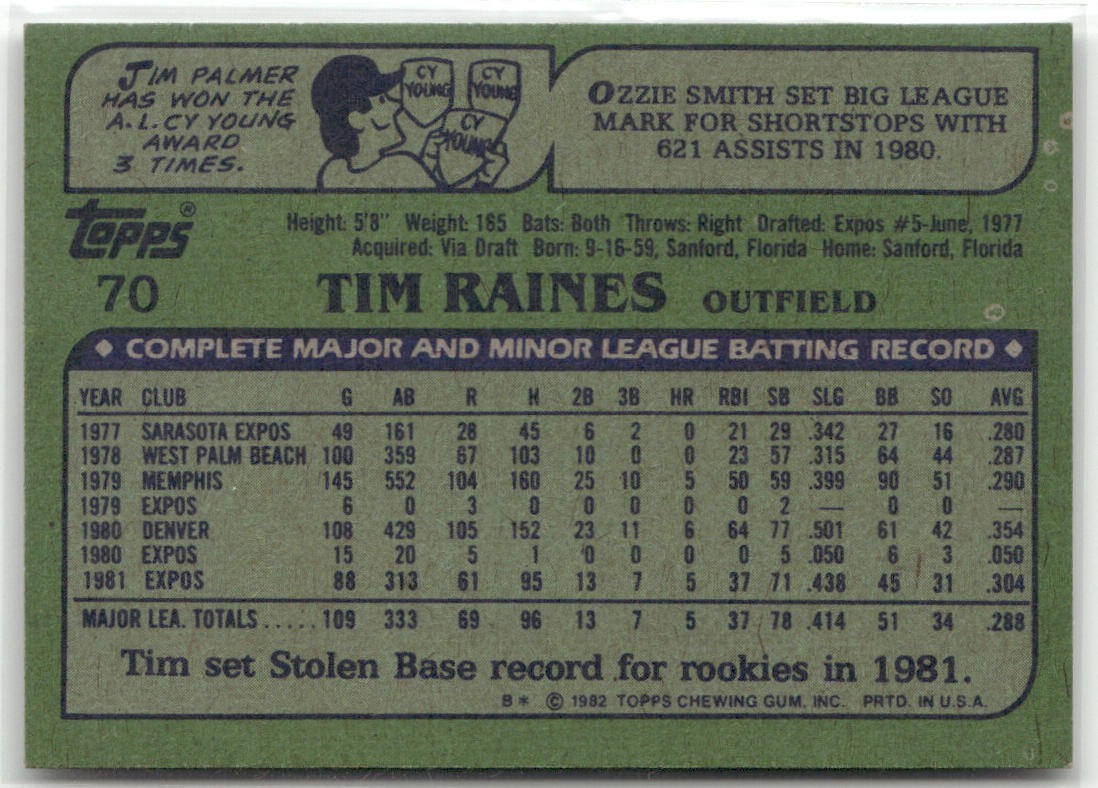 JIM PALMER
HAS WON THE
A.L. CY YOUNG
AWARD
3 TIMES.
CY
YOUNG
CY
YOUNG
CY
YOUNG
OZZIE SMITH SET BIG LEAGUE
MARK FOR SHORTSTOPS WITH
621 ASSISTS IN 1980.
Topps®
Height: 5'8" Weight: 165 Bats: Both Throws: Right Drafted: Expos #5-June, 1977
Acquired: Via Draft Born: 9-16-59, Sanford, Florida Home: Sanford, Florida
70 TIM RAINES OUTFIELD
◆ COMPLETE MAJOR AND MINOR LEAGUE BATTING RECORD ◆
YEAR CLUB G AB R H 2B 3B HR RBI SB SLG BB SO AVG
1977 SARASOTA EXPOS 49 161 28 45 6 2 0 21 29 .342 27 16 .280
1978 WEST PALM BEACH 100 359 67 103 10 0 0 23 57 .315 64 44 .287
1979 MEMPHIS 145 552 104 160 25 10 5 50 59 .399 90 51 .290
1979 EXPOS 6 0 3 0 0 0 0 0 2 — 0 0 —
1980 DENVER 108 429 105 152 23 11 6 64 77 .501 61 42 .354
1980 EXPOS 15 20 5 1 0 0 0 0 5 .050 6 3 .050
1981 EXPOS 88 313 61 95 13 7 5 37 71 .438 45 31 .304
MAJOR LEA. TOTALS ..... 109 333 69 96 13 7 5 37 78 .414 51 34 .288
Tim set Stolen Base record for rookies in 1981.
B* © 1982 TOPPS CHEWING GUM, INC. PRTD. IN U.S.A.